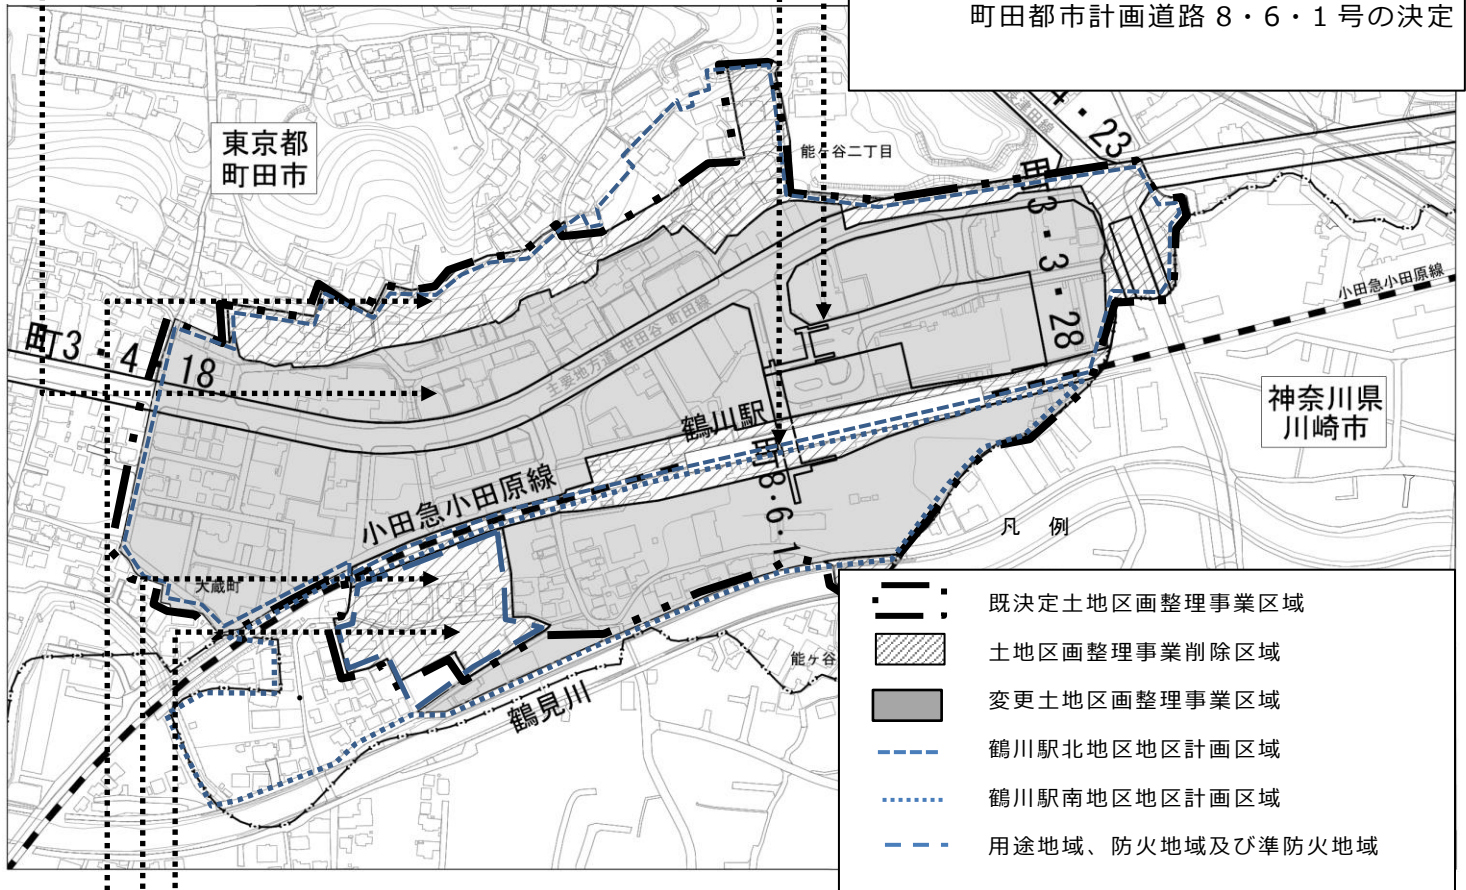 町田都市計画道路8・6・1号の決定
4・23
東京都
町田市
能ヶ谷二丁目
町3・3・28
小田急小田原線
町3・4・18
主要地方道 世田谷 町田線
鶴川駅
神奈川県
川崎市
小田急小田原線
町8・6・1
凡 例
大蔵町
能ヶ谷
鶴見川
既決定土地区画整理事業区域
土地区画整理事業削除区域
変更土地区画整理事業区域
鶴川駅北地区地区計画区域
鶴川駅南地区地区計画区域
用途地域、防火地域及び準防火地域